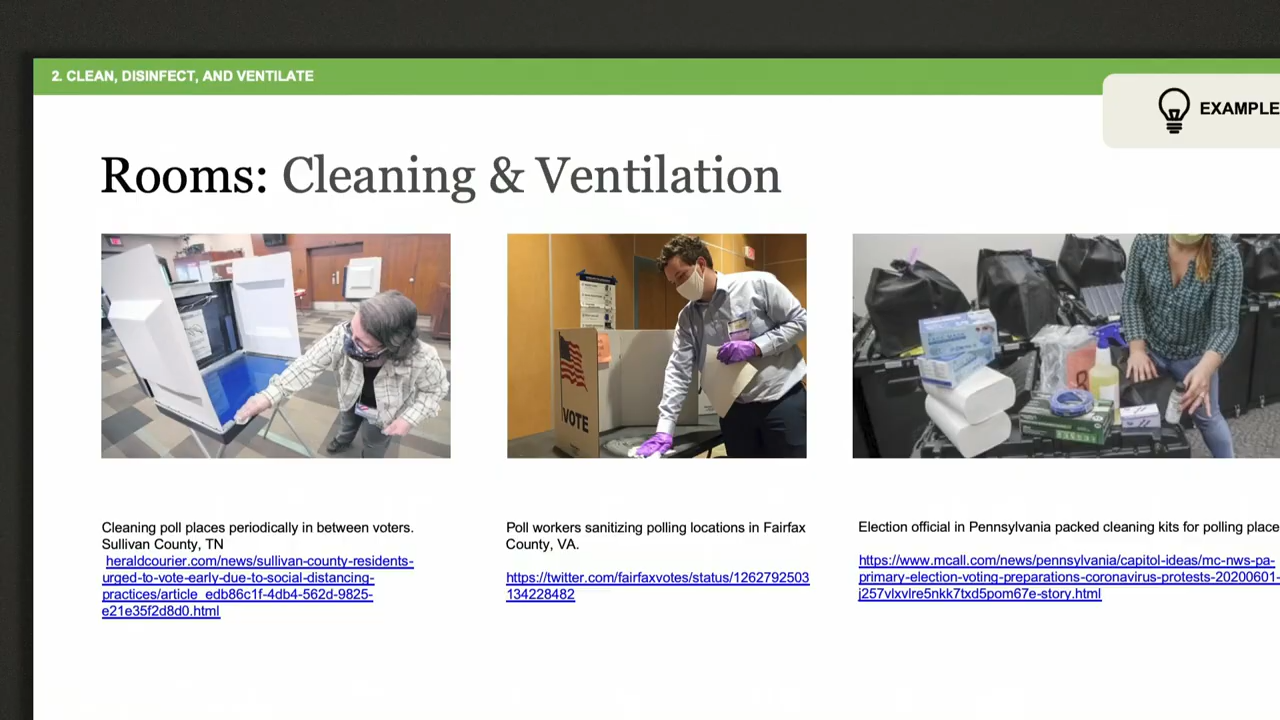 2. CLEAN, DISINFECT, AND VENTILATE
EXAMPLE
Rooms: Cleaning & Ventilation
VOTE
Cleaning poll places periodically in between voters.
Sullivan County, TN
heraldcourier.com/news/sullivan-county-residents-
urged-to-vote-early-due-to-social-distancing-
practices/article_edb86c1f-4db4-562d-9825-
e21e35f2d8d0.html
Poll workers sanitizing polling locations in Fairfax
County, VA.
https://twitter.com/fairfaxvotes/status/1262792503
134228482
Election official in Pennsylvania packed cleaning kits for polling place
https://www.mcall.com/news/pennsylvania/capitol-ideas/mc-nws-pa-
primary-election-voting-preparations-coronavirus-protests-20200601-
j257vlxvlre5nkk7txd5pom67e-story.html